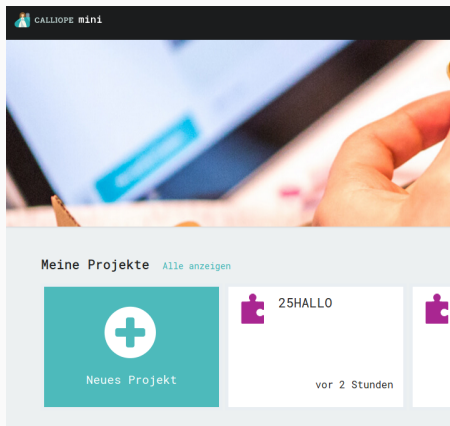 CALLIOPE mini
Meine Projekte Alle anzeigen
25HALLO
Neues Projekt
vor 2 Stunden